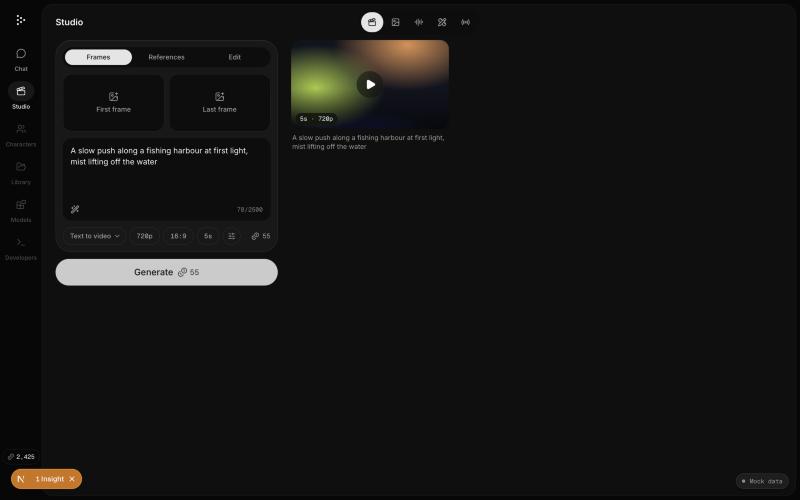 Studio
Chat
Studio
Characters
Library
Models
Developers
2,425
N
1 Insight
Frames
References
Edit
First frame
Last frame
A slow push along a fishing harbour at first light,
mist lifting off the water
78/2500
Text to video
720p
16:9
5s
55
Generate
55
5s · 720p
A slow push along a fishing harbour at first light,
mist lifting off the water
Mock data